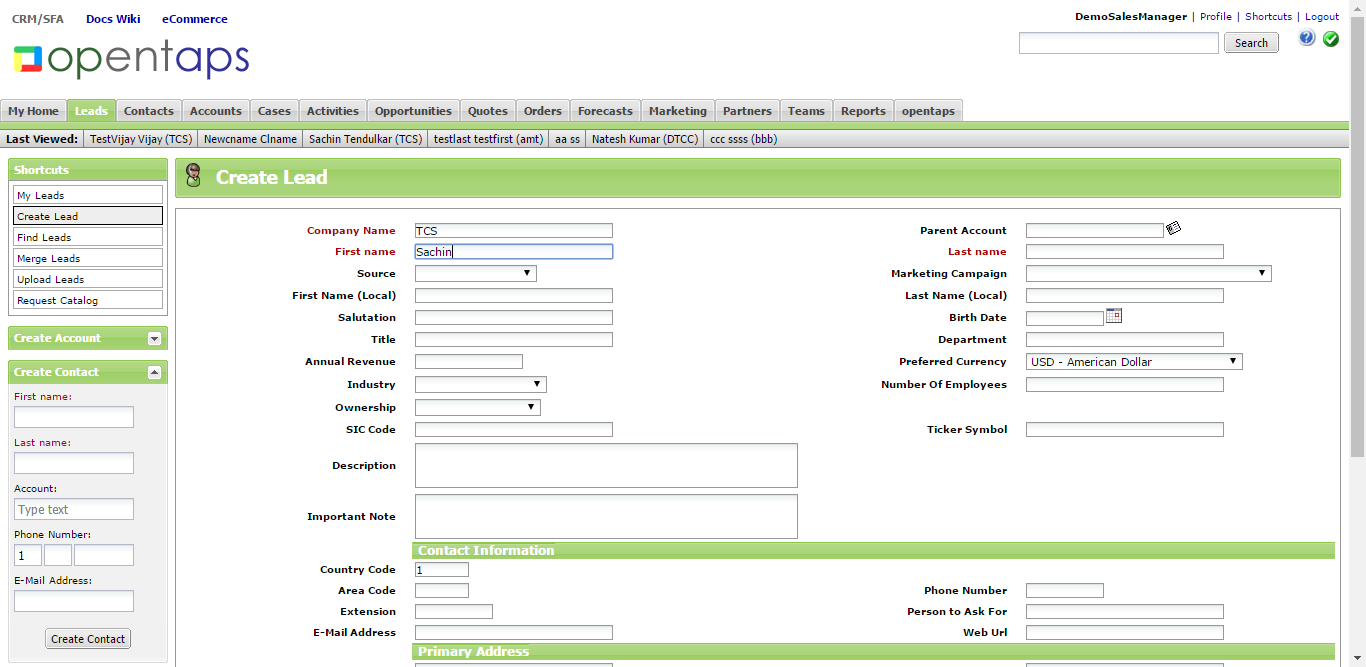 CRM/SFA Docs Wiki eCommerce
DemoSalesManager | Profile | Shortcuts | Logout
opentaps
Search
My Home Leads Contacts Accounts Cases Activities Opportunities Quotes Orders Forecasts Marketing Partners Teams Reports opentaps
Last Viewed: TestVijay Vijay (TCS) Newcname Clname Sachin Tendulkar (TCS) testlast testfirst (amt) aa ss Natesh Kumar (DTCC) ccc ssss (bbb)
Shortcuts
My Leads
Create Lead
Find Leads
Merge Leads
Upload Leads
Request Catalog
Create Account
Create Contact
First name:
Last name:
Account:
Type text
Phone Number:
1
E-Mail Address:
Create Contact
Create Lead
Company Name TCS Parent Account
First name Sachin Last name
Source Marketing Campaign
First Name (Local) Last Name (Local)
Salutation Birth Date
Title Department
Annual Revenue Preferred Currency USD - American Dollar
Industry Number Of Employees
Ownership
SIC Code Ticker Symbol
Description
Important Note
Contact Information
Country Code 1
Area Code Phone Number
Extension Person to Ask For
E-Mail Address Web Url
Primary Address